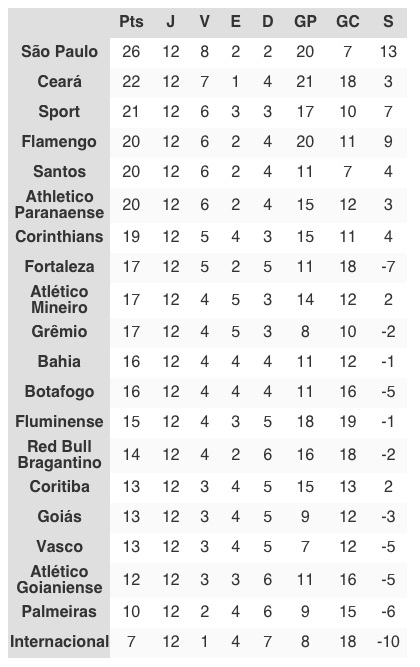 Pts J V E D GP GC S
São Paulo 26 12 8 2 2 20 7 13
Ceará 22 12 7 1 4 21 18 3
Sport 21 12 6 3 3 17 10 7
Flamengo 20 12 6 2 4 20 11 9
Santos 20 12 6 2 4 11 7 4
Athletico
Paranaense 20 12 6 2 4 15 12 3
Corinthians 19 12 5 4 3 15 11 4
Fortaleza 17 12 5 2 5 11 18 -7
Atlético
Mineiro 17 12 4 5 3 14 12 2
Grêmio 17 12 4 5 3 8 10 -2
Bahia 16 12 4 4 4 11 12 -1
Botafogo 16 12 4 4 4 11 16 -5
Fluminense 15 12 4 3 5 18 19 -1
Red Bull
Bragantino 14 12 4 2 6 16 18 -2
Coritiba 13 12 3 4 5 15 13 2
Goiás 13 12 3 4 5 9 12 -3
Vasco 13 12 3 4 5 7 12 -5
Atlético
Goianiense 12 12 3 3 6 11 16 -5
Palmeiras 10 12 2 4 6 9 15 -6
Internacional 7 12 1 4 7 8 18 -10